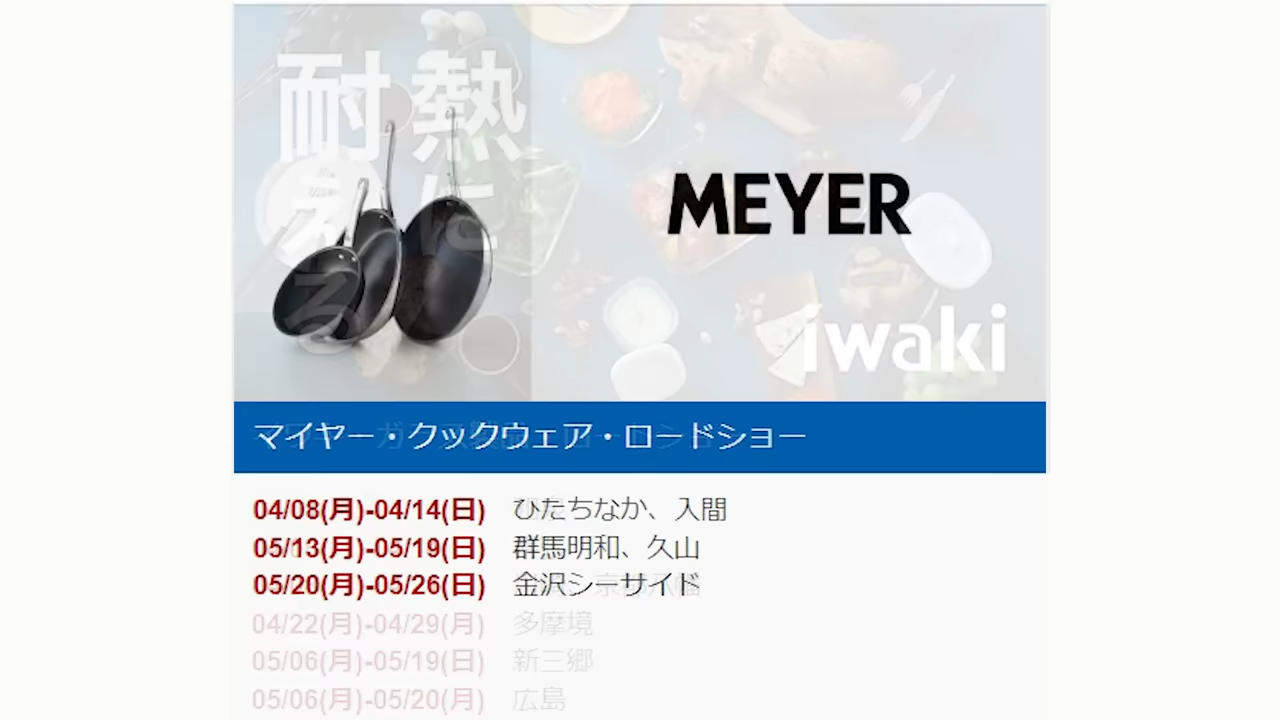 耐熱
に
える
MEYER
iwaki
マイヤー・クックウェア・ロードショー
04/08(月)-04/14(日) ひたちなか、入間
05/13(月)-05/19(日) 群馬明和、久山
05/20(月)-05/26(日) 金沢シーサイド
04/22(月)-04/29(月) 多摩境
05/06(月)-05/19(日) 新三郷
05/06(月)-05/20(月) 広島